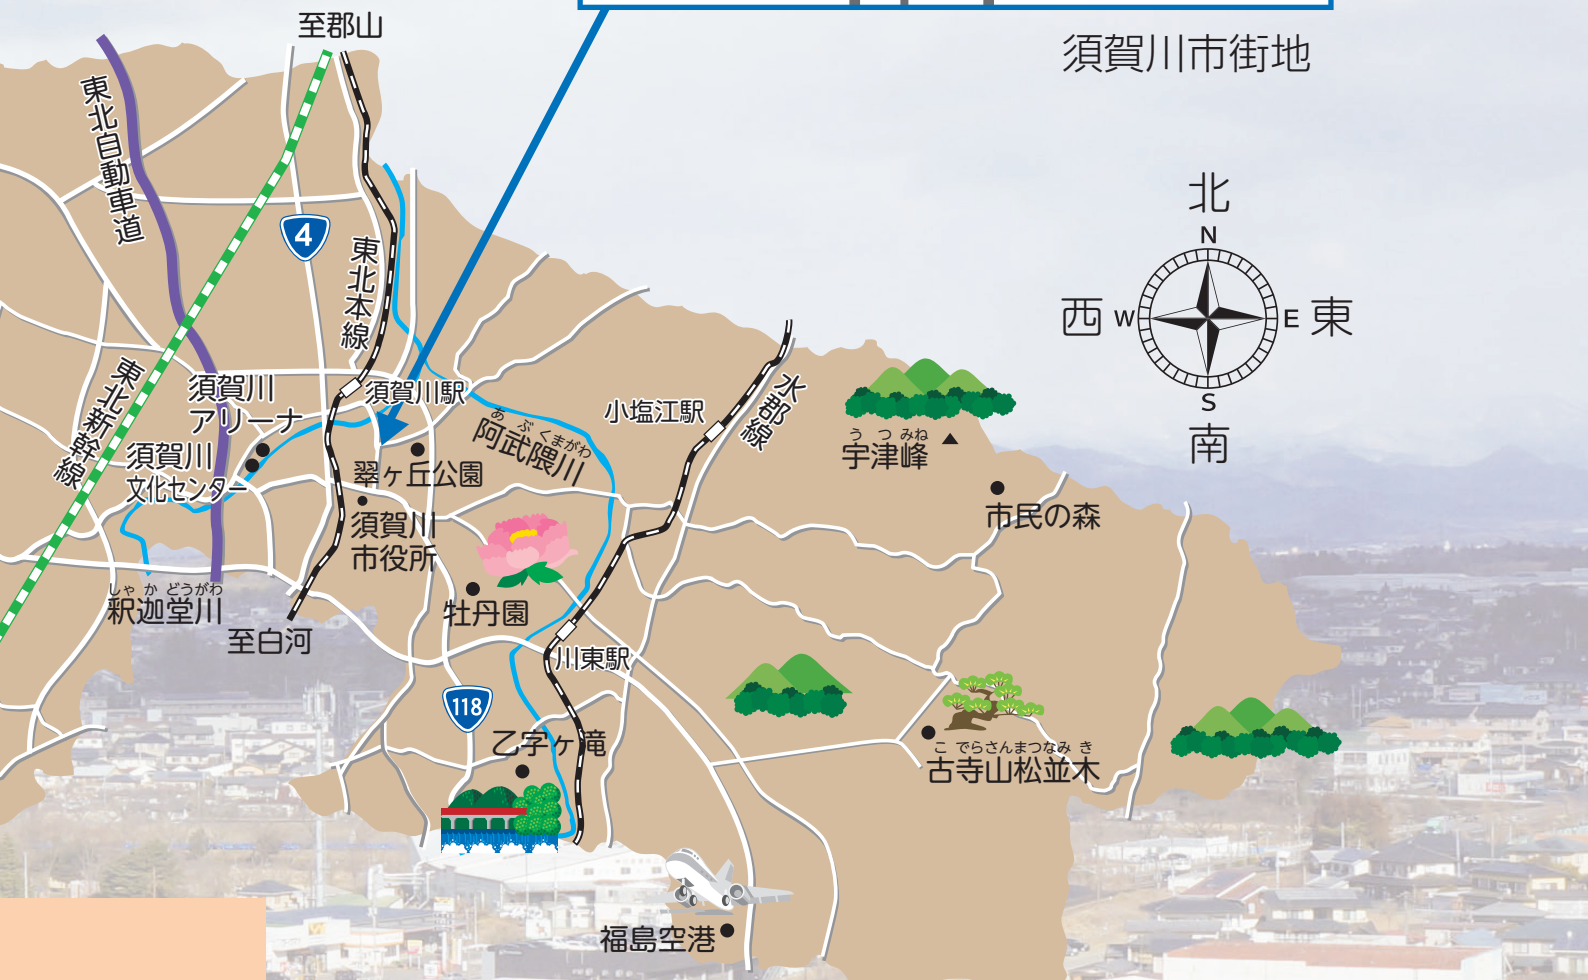 至郡山
須賀川市街地
東北自動車道
4
東北本線
北
N
西 W
E 東
S
南
東北新幹線
須賀川
アリーナ
須賀川駅
小塩江駅
水郡線
あぶくまがわ
阿武隈川
うつみね
宇津峰
須賀川
文化センター
翠ヶ丘公園
市民の森
須賀川
市役所
しゃかどうがわ
釈迦堂川
至白河
牡丹園
川東駅
118
乙字ヶ滝
こでらさんまつなみき
古寺山松並木
福島空港